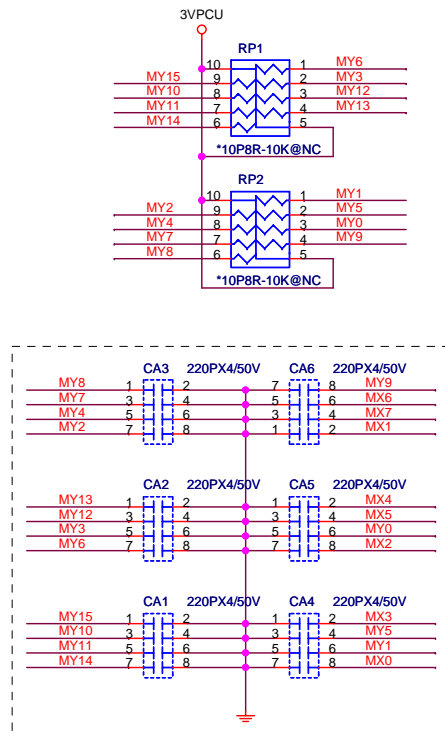 3VPCU
RP1
10 1 MY6
MY15 9 2 MY3
MY10 8 3 MY12
MY11 7 4 MY13
MY14 6 5
*10P8R-10K@NC
RP2
10 1 MY1
MY2 9 2 MY5
MY4 8 3 MY0
MY7 7 4 MY9
MY8 6 5
*10P8R-10K@NC
CA3 220PX4/50V CA6 220PX4/50V
MY8 1 2 7 8 MY9
MY7 3 4 5 6 MX6
MY4 5 6 3 4 MX7
MY2 7 8 1 2 MX1
CA2 220PX4/50V CA5 220PX4/50V
MY13 1 2 1 2 MX4
MY12 3 4 3 4 MX5
MY3 5 6 5 6 MY0
MY6 7 8 7 8 MX2
CA1 220PX4/50V CA4 220PX4/50V
MY15 1 2 1 2 MX3
MY10 3 4 3 4 MY5
MY11 5 6 5 6 MY1
MY14 7 8 7 8 MX0